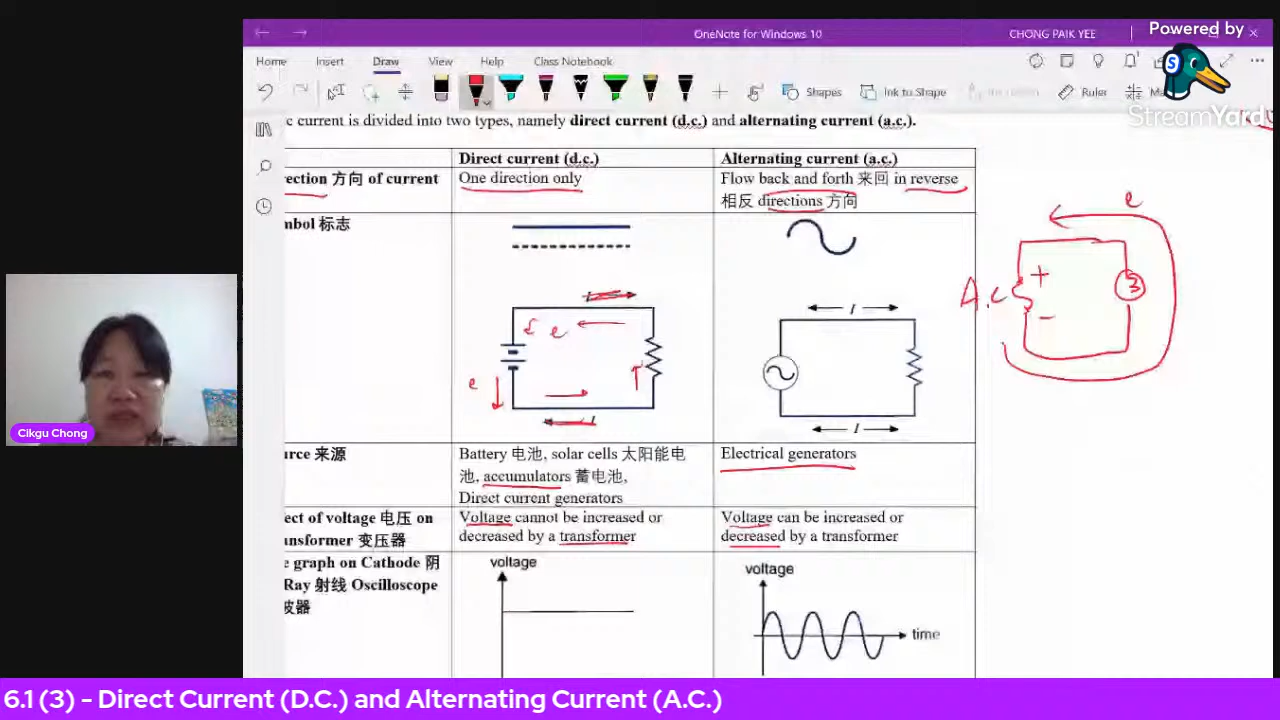 OneNote for Windows 10
CHONG PAIK YEE
Powered by
StreamYard
Home Insert Draw View Help Class Notebook
Shapes Ink to Shape Ruler Ma
c current is divided into two types, namely direct current (d.c.) and alternating current (a.c.).
Direct current (d.c.) Alternating current (a.c.)
rection 方向 of current One direction only Flow back and forth 来回 in reverse
相反 directions 方向
mbol 标志
e
I
e
e
I
I
I
A.c
+
-
e
urce 来源 Battery 电池, solar cells 太阳能电
池, accumulators 蓄电池,
Direct current generators
Electrical generators
ect of voltage 电压 on
ansformer 变压器
Voltage cannot be increased or
decreased by a transformer
Voltage can be increased or
decreased by a transformer
e graph on Cathode 阴
Ray 射线 Oscilloscope
波器
voltage
voltage
time
Cikgu Chong
6.1 (3) - Direct Current (D.C.) and Alternating Current (A.C.)